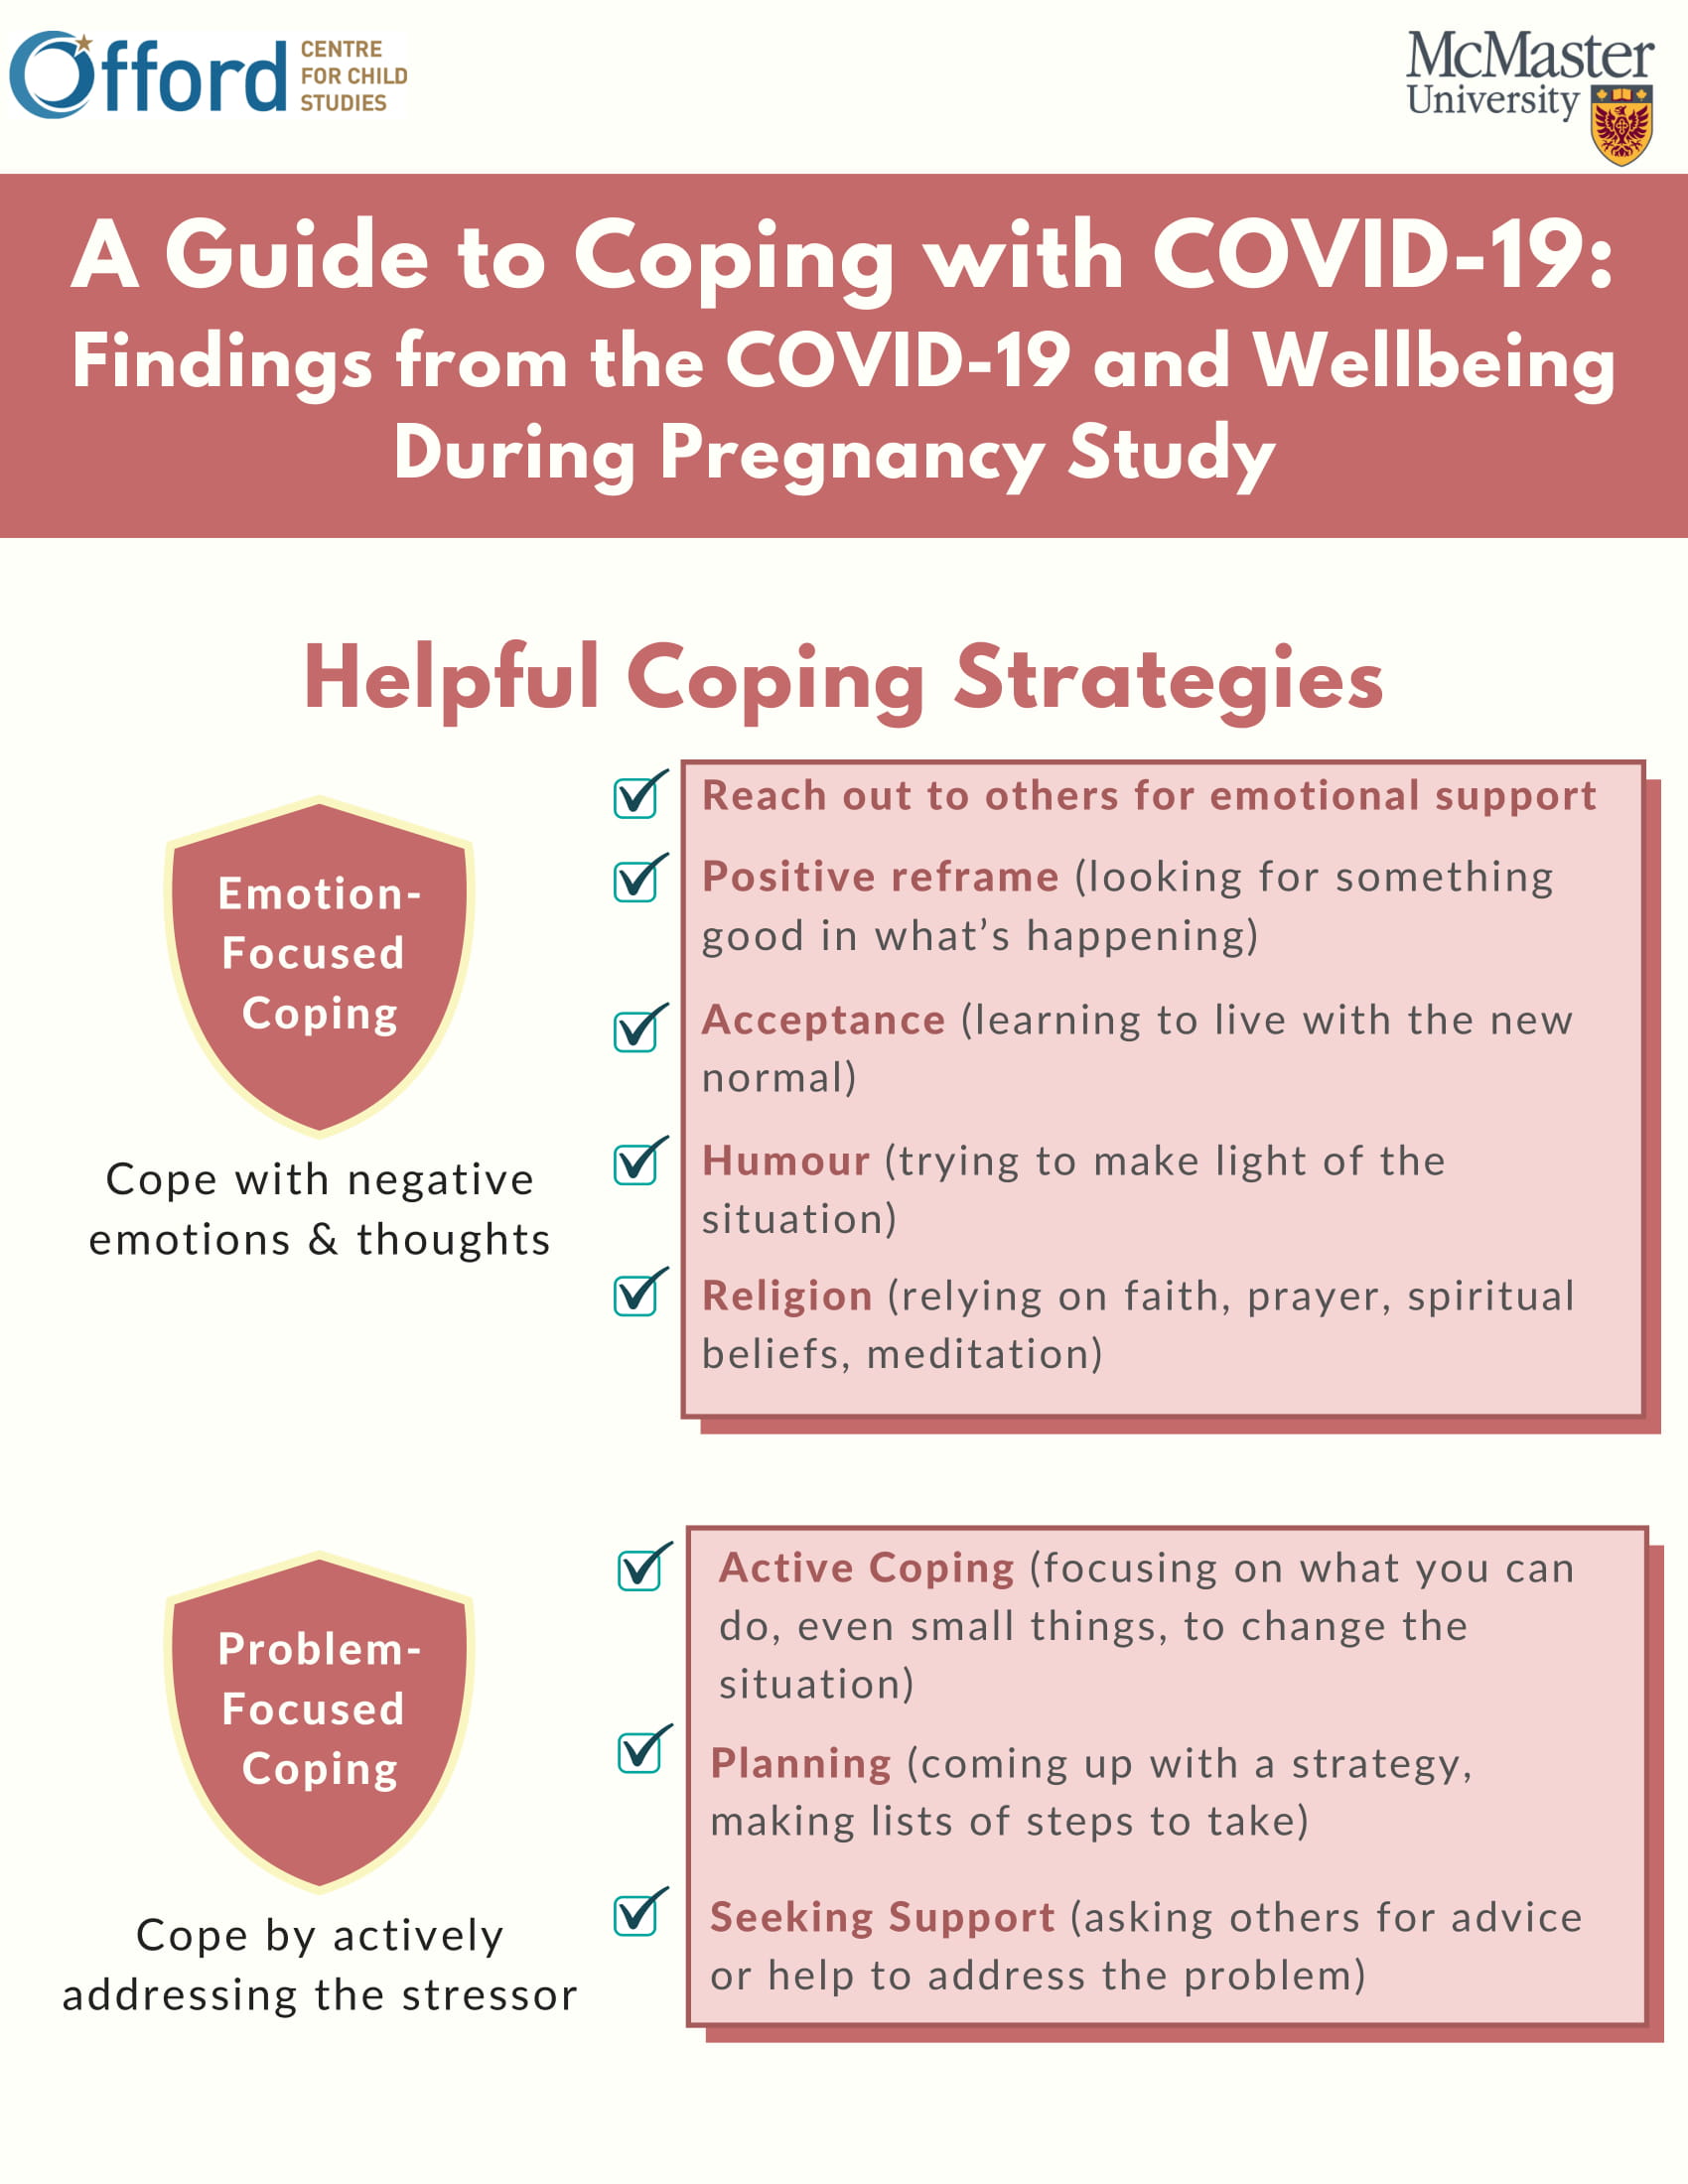 Offord CENTRE
FOR CHILD
STUDIES
McMaster
University
A Guide to Coping with COVID-19:
Findings from the COVID-19 and Wellbeing
During Pregnancy Study
Helpful Coping Strategies
Emotion-
Focused
Coping
Cope with negative
emotions & thoughts
Reach out to others for emotional support
Positive reframe (looking for something
good in what’s happening)
Acceptance (learning to live with the new
normal)
Humour (trying to make light of the
situation)
Religion (relying on faith, prayer, spiritual
beliefs, meditation)
Problem-
Focused
Coping
Cope by actively
addressing the stressor
Active Coping (focusing on what you can
do, even small things, to change the
situation)
Planning (coming up with a strategy,
making lists of steps to take)
Seeking Support (asking others for advice
or help to address the problem)